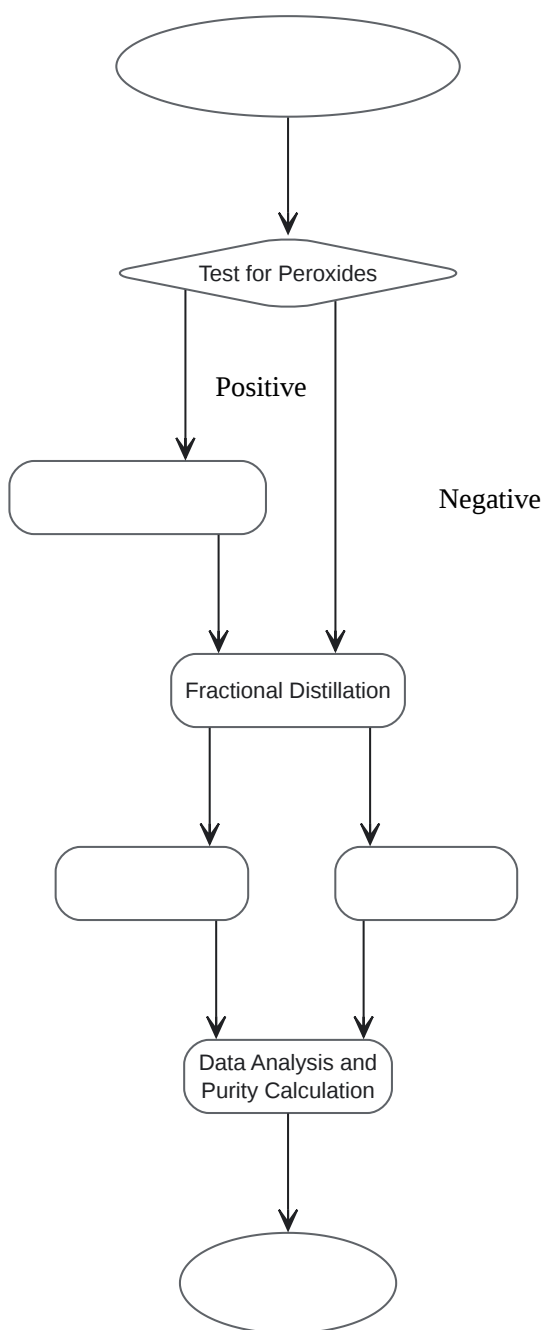 Test for Peroxides
Positive
Negative
Fractional Distillation
Data Analysis and
Purity Calculation